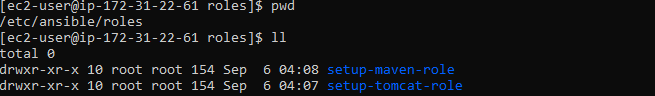 [ec2-user@ip-172-31-22-61 roles]$ pwd
/etc/ansible/roles
[ec2-user@ip-172-31-22-61 roles]$ ll
total 0
drwxr-xr-x 10 root root 154 Sep  6 04:08 setup-maven-role
drwxr-xr-x 10 root root 154 Sep  6 04:07 setup-tomcat-role